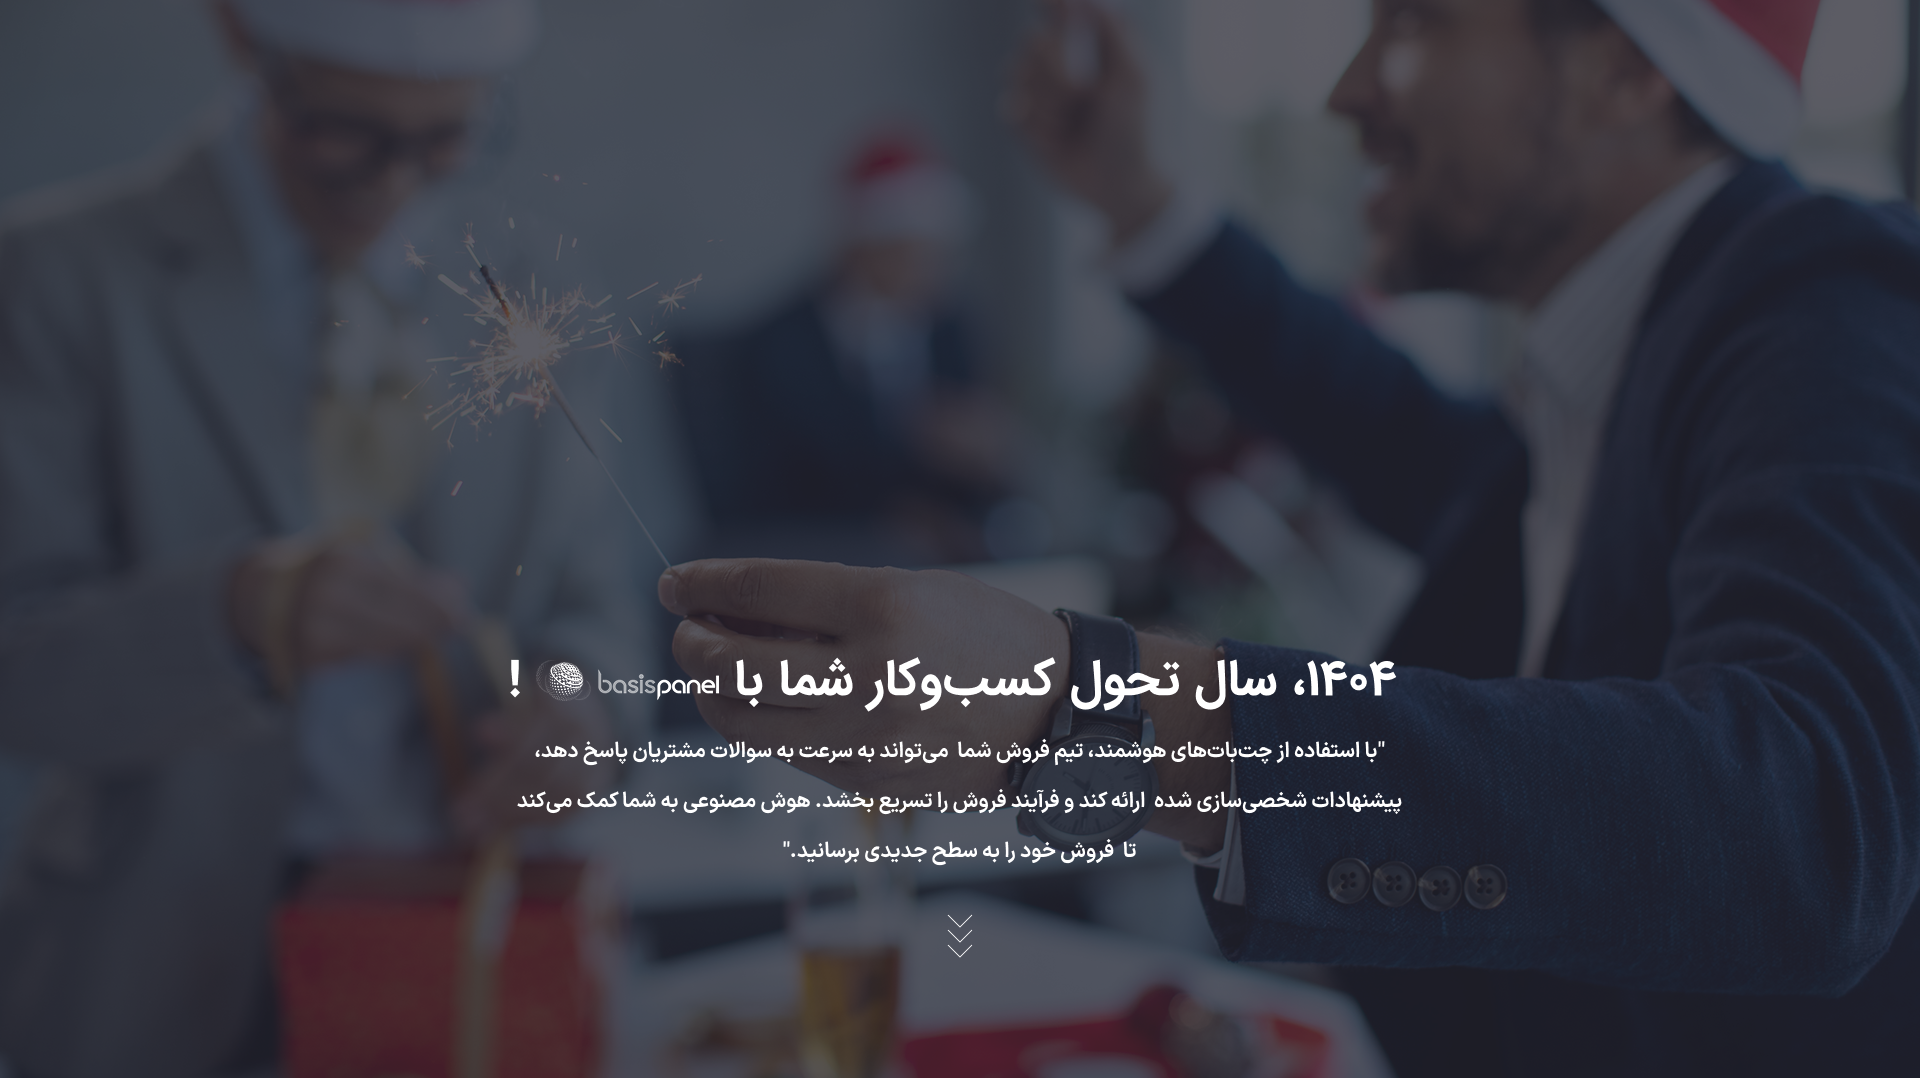 ۱۴۰۴، سال تحول کسب‌وکار شما با basispanel !
"با استفاده از چت‌بات‌های هوشمند، تیم فروش شما می‌تواند به سرعت به سوالات مشتریان پاسخ دهد،
پیشنهادات شخصی‌سازی شده ارائه کند و فرآیند فروش را تسریع بخشد. هوش مصنوعی به شما کمک می‌کند
تا فروش خود را به سطح جدیدی برسانید."